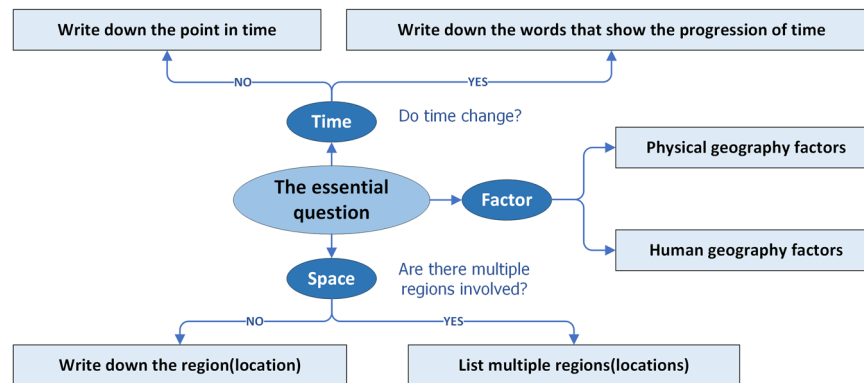 Write down the point in time
Write down the words that show the progression of time
NO
YES
Time
Do time change?
Physical geography factors
The essential
question
Factor
Human geography factors
Space
Are there multiple
regions involved?
NO
YES
Write down the region(location)
List multiple regions(locations)